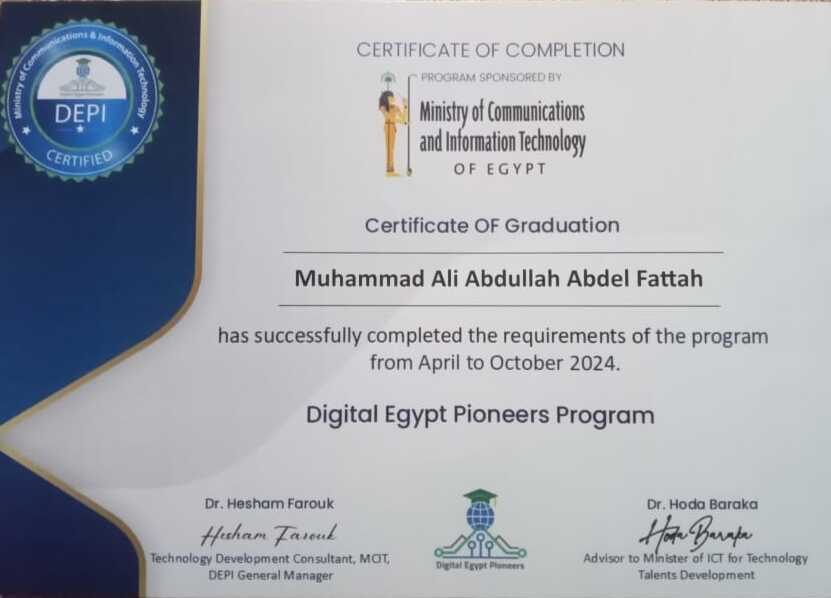 Ministry of Communications & Information Technology
Digital Egypt Pioneers
DEPI
CERTIFIED
CERTIFICATE OF COMPLETION
PROGRAM SPONSORED BY
Ministry of Communications
and Information Technology
OF EGYPT
Certificate OF Graduation
Muhammad Ali Abdullah Abdel Fattah
has successfully completed the requirements of the program
from April to October 2024.
Digital Egypt Pioneers Program
Dr. Hesham Farouk
Hesham Farouk
Technology Development Consultant, MCIT,
DEPI General Manager
Digital Egypt Pioneers
Dr. Hoda Baraka
Hoda Baraka
Advisor to Minister of ICT for Technology
Talents Development